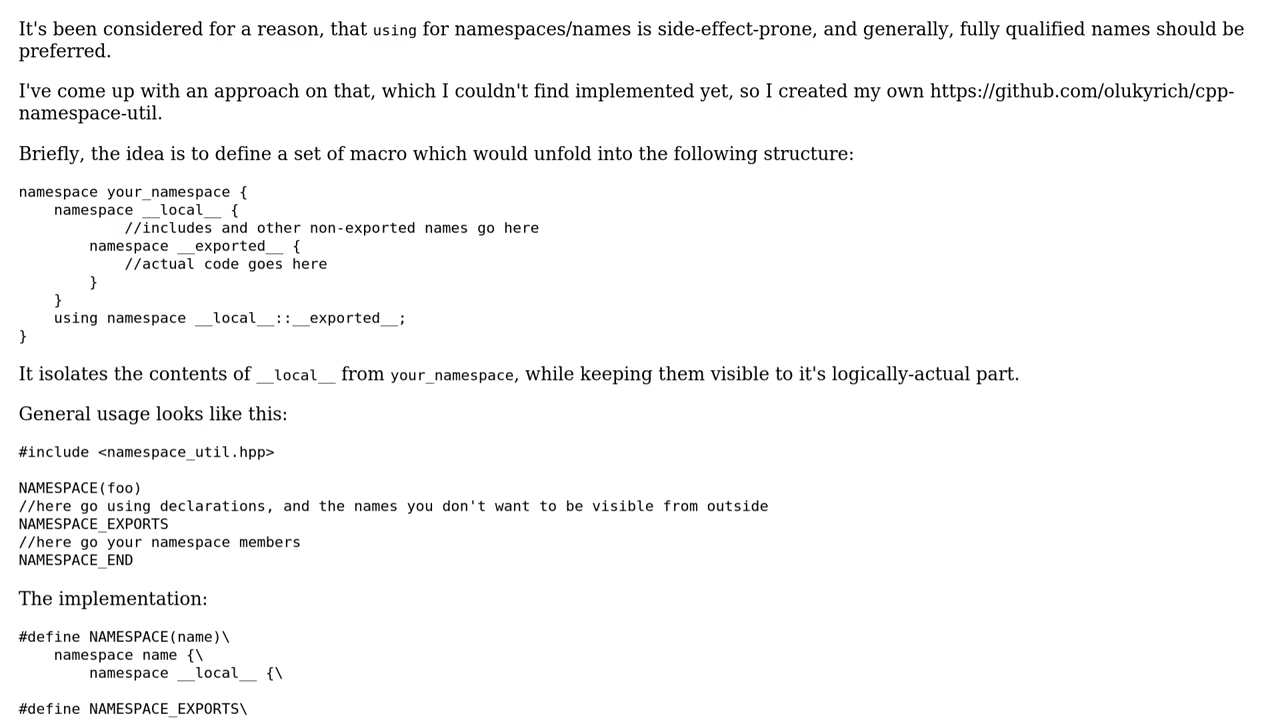 It's been considered for a reason, that using for namespaces/names is side-effect-prone, and generally, fully qualified names should be
preferred.
I've come up with an approach on that, which I couldn't find implemented yet, so I created my own https://github.com/olukyrich/cpp-
namespace-util.
Briefly, the idea is to define a set of macro which would unfold into the following structure:
namespace your_namespace {
    namespace __local__ {
            //includes and other non-exported names go here
        namespace __exported__ {
            //actual code goes here
        }
    }
    using namespace __local__::__exported__;
}
It isolates the contents of __local__ from your_namespace, while keeping them visible to it's logically-actual part.
General usage looks like this:
#include <namespace_util.hpp>
NAMESPACE(foo)
//here go using declarations, and the names you don't want to be visible from outside
NAMESPACE_EXPORTS
//here go your namespace members
NAMESPACE_END
The implementation:
#define NAMESPACE(name)\
    namespace name {\
        namespace __local__ {\
#define NAMESPACE_EXPORTS\